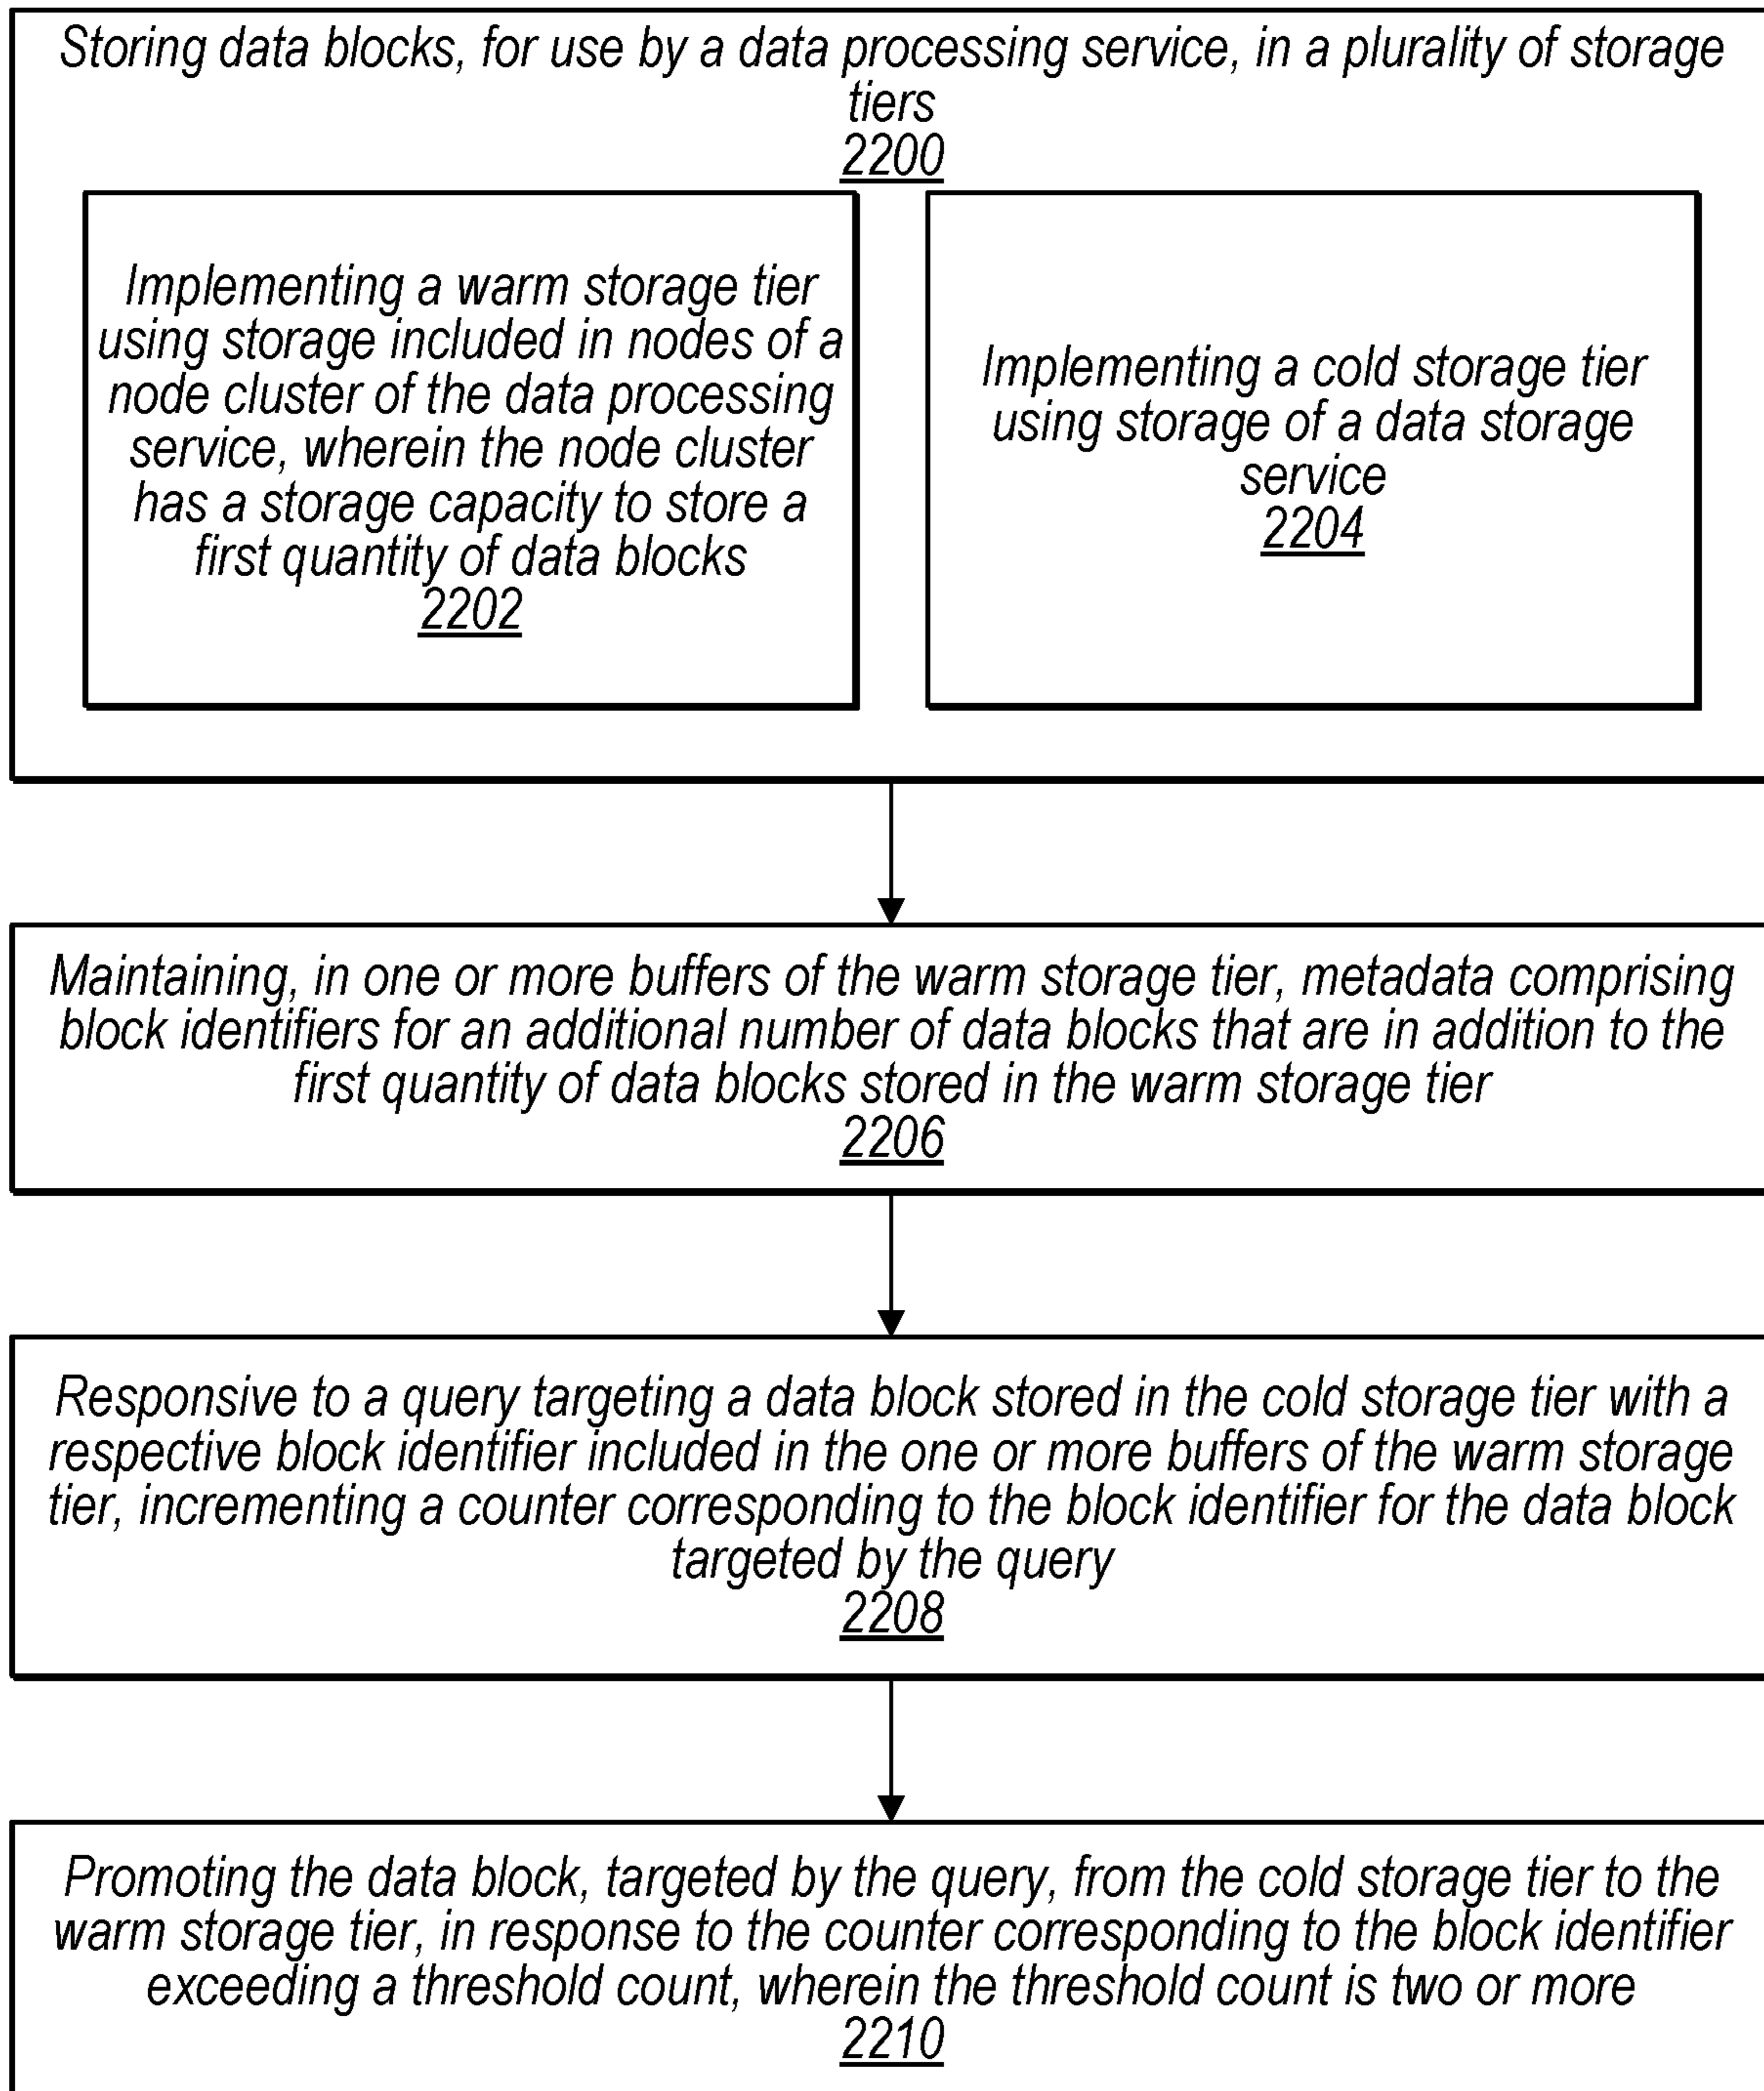 Storing data blocks, for use by a data processing service, in a plurality of storage
tiers
2200
Implementing a warm storage tier
using storage included in nodes of a
node cluster of the data processing
service, wherein the node cluster
has a storage capacity to store a
first quantity of data blocks
2202
Implementing a cold storage tier
using storage of a data storage
service
2204
Maintaining, in one or more buffers of the warm storage tier, metadata comprising
block identifiers for an additional number of data blocks that are in addition to the
first quantity of data blocks stored in the warm storage tier
2206
Responsive to a query targeting a data block stored in the cold storage tier with a
respective block identifier included in the one or more buffers of the warm storage
tier, incrementing a counter corresponding to the block identifier for the data block
targeted by the query
2208
Promoting the data block, targeted by the query, from the cold storage tier to the
warm storage tier, in response to the counter corresponding to the block identifier
exceeding a threshold count, wherein the threshold count is two or more
2210